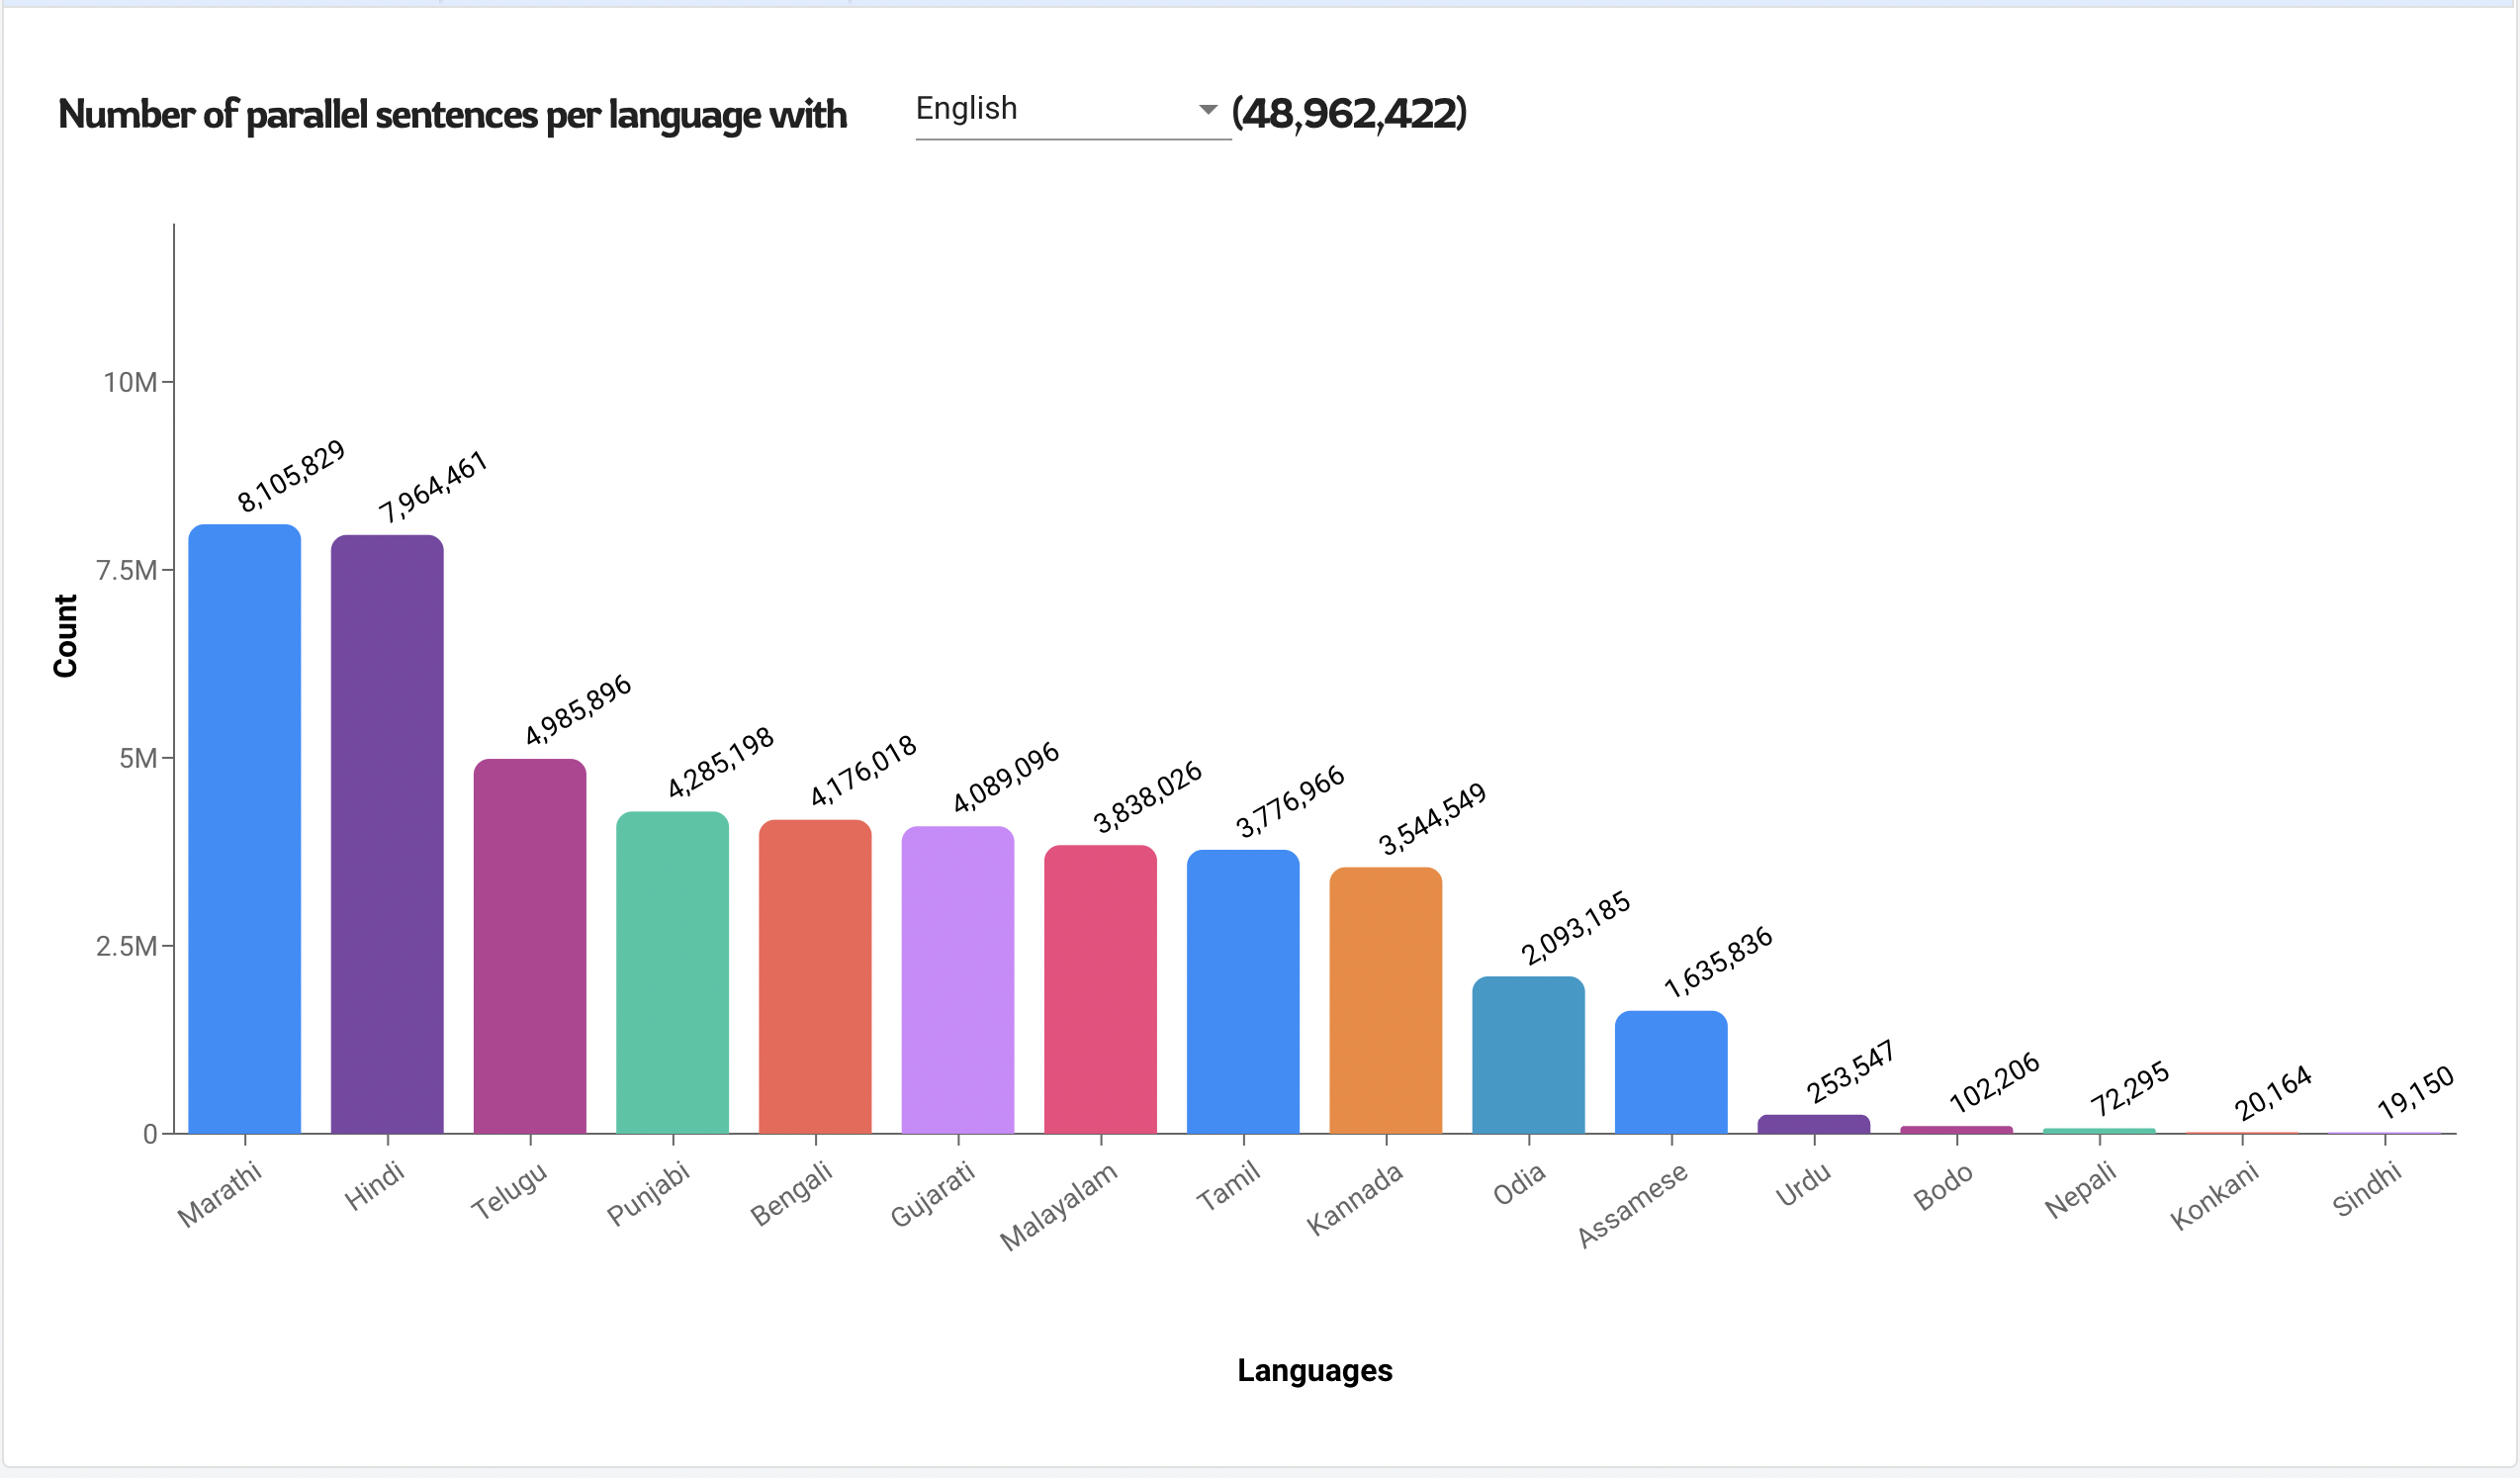 Number of parallel sentences per language with English (48,962,422)
10M
7.5M
5M
2.5M
0
Count
8,105,829
7,964,461
4,985,896
4,285,198
4,176,018
4,089,096
3,838,026
3,776,966
3,544,549
2,093,185
1,635,836
253,547
102,206
72,295
20,164
19,150
Marathi
Hindi
Telugu
Punjabi
Bengali
Gujarati
Malayalam
Tamil
Kannada
Odia
Assamese
Urdu
Bodo
Nepali
Konkani
Sindhi
Languages